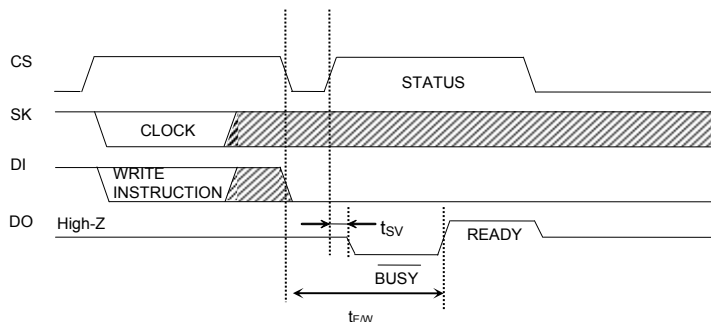 CS
STATUS
SK
CLOCK
DI
WRITE
INSTRUCTION
DO
High-Z
tSV
READY
BUSY
tE/W